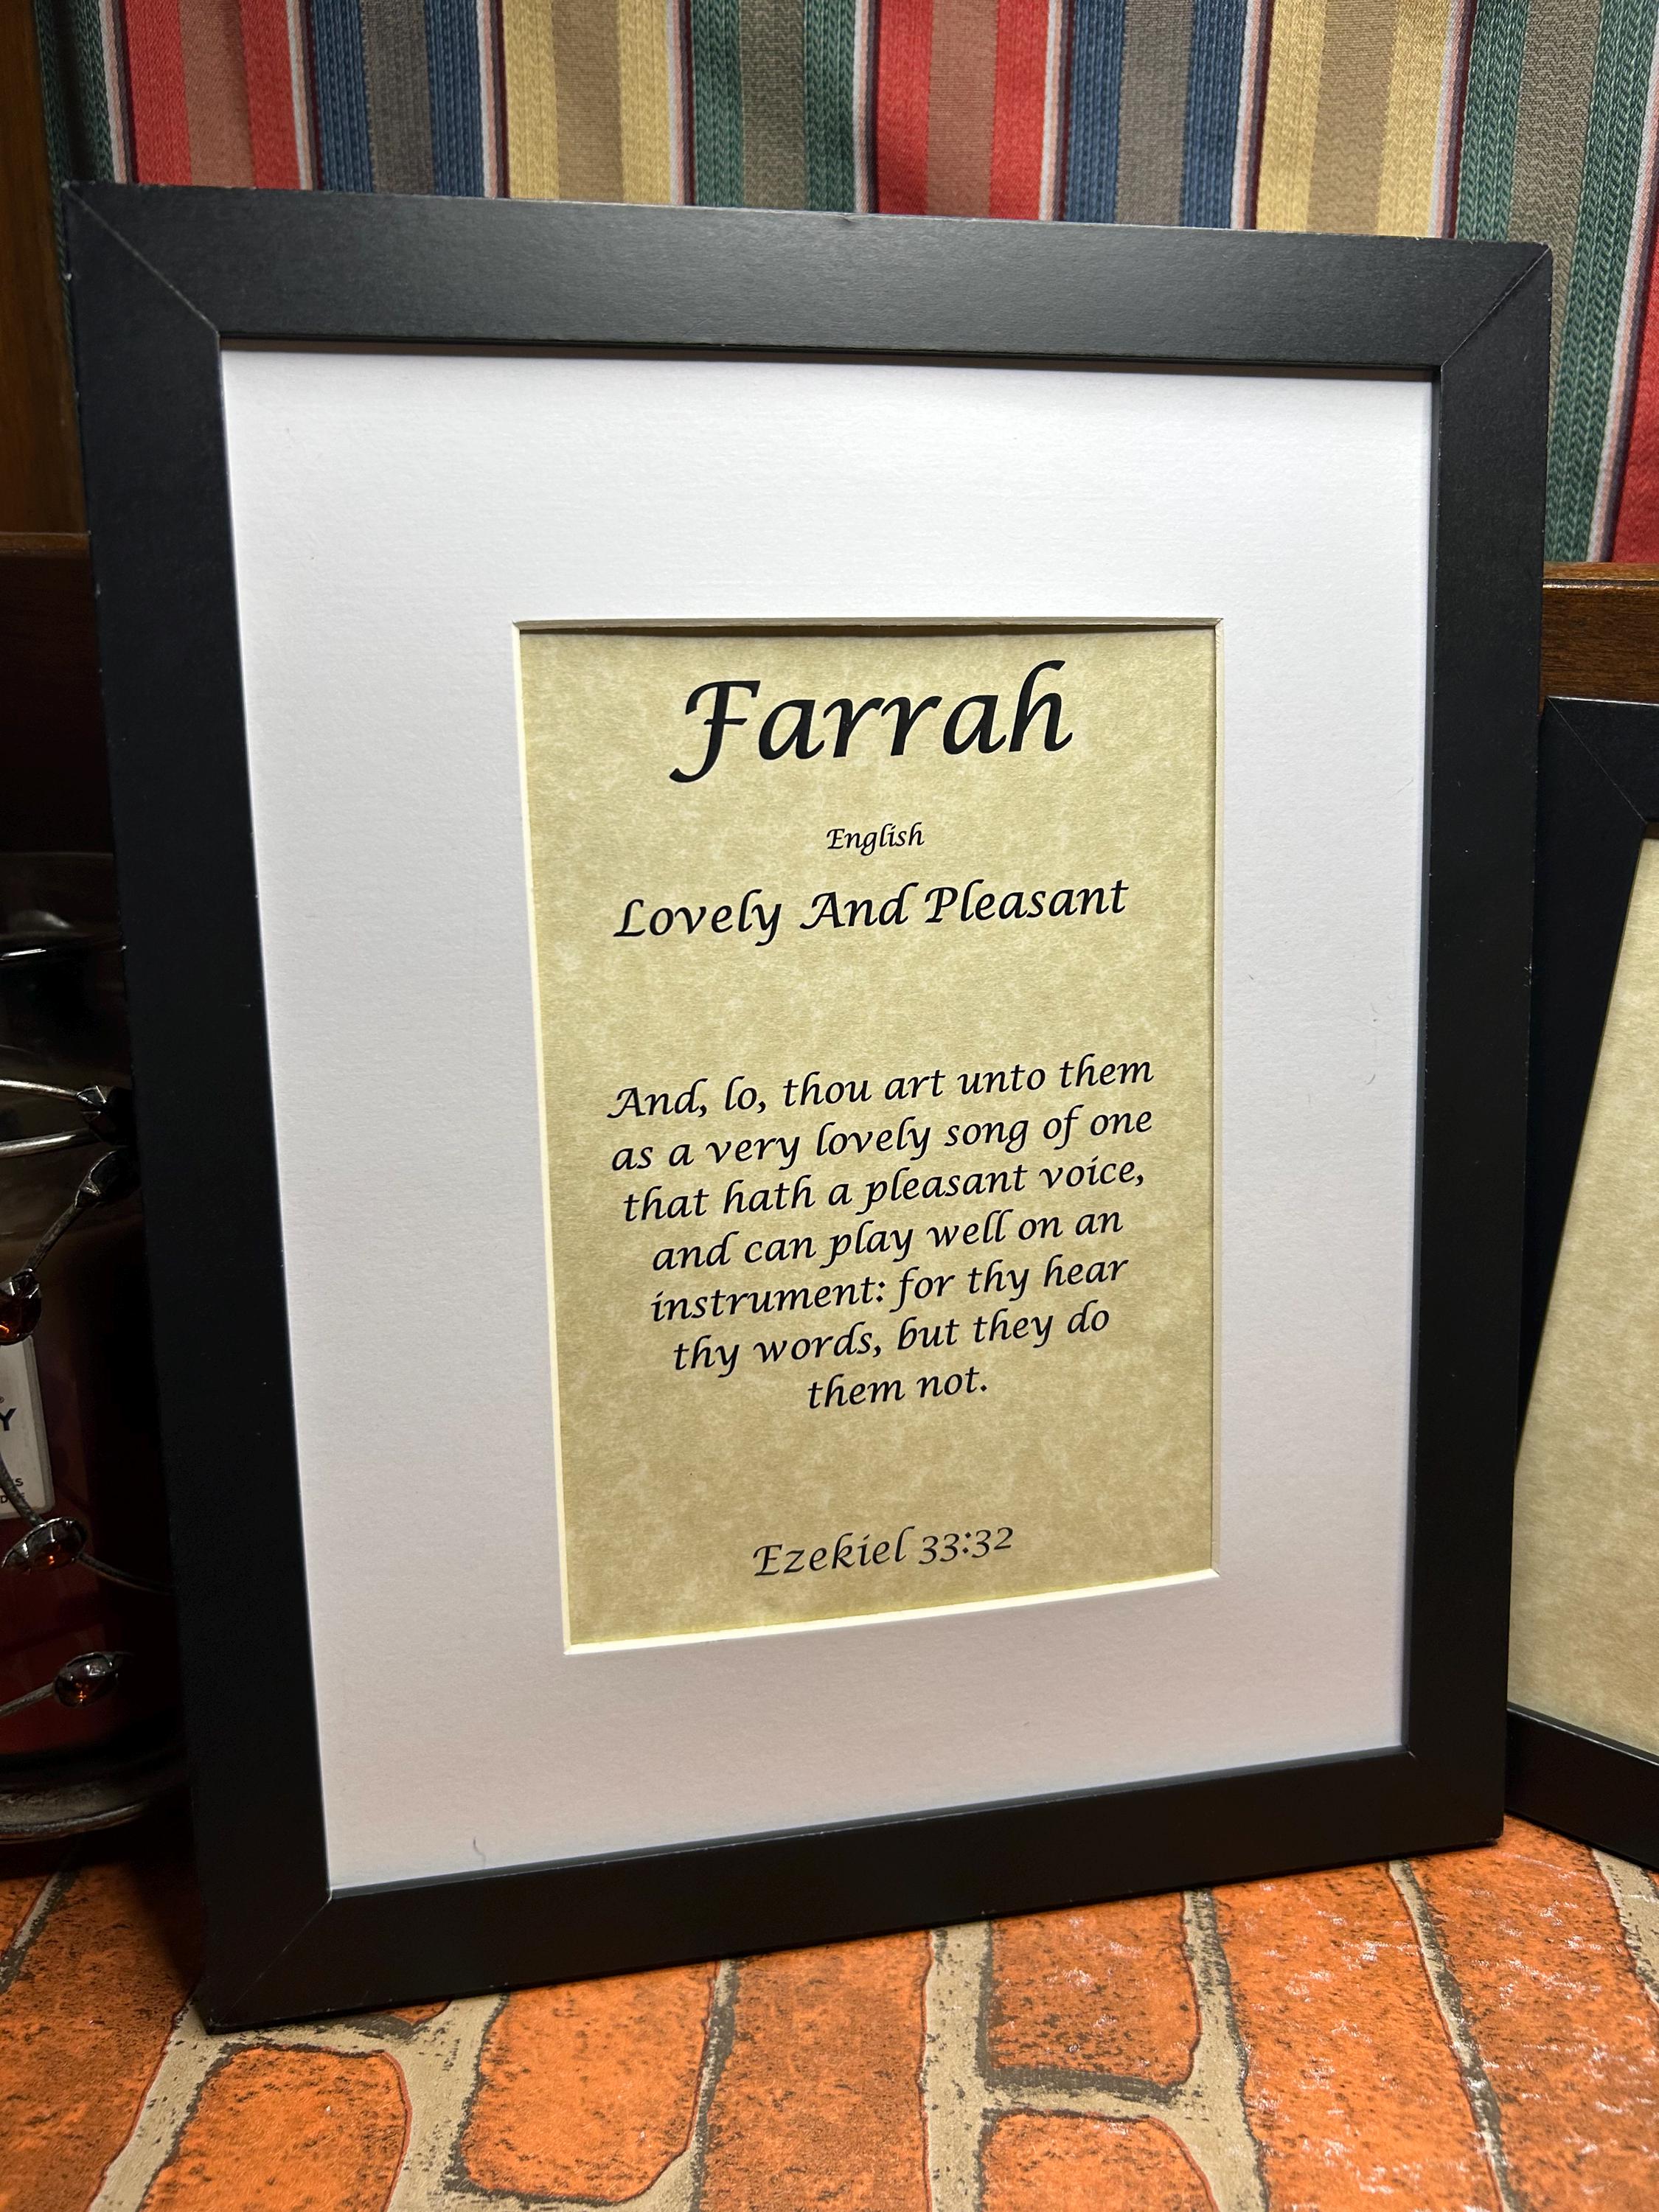 Farrah
English
Lovely And Pleasant
And, lo, thou art unto them
as a very lovely song of one
that hath a pleasant voice,
and can play well on an
instrument: for thy hear
thy words, but they do
them not.
Ezekiel 33:32